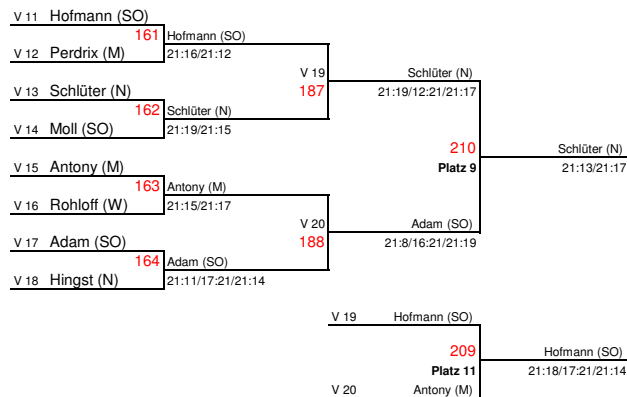 V 11 Hofmann (SO)
161 Hofmann (SO)
V 12 Perdrix (M) 21:16/21:12
V 19 Schlüter (N)
V 13 Schlüter (N) 187 21:19/12:21/21:17
162 Schlüter (N)
V 14 Moll (SO) 21:19/21:15
210 Schlüter (N)
V 15 Antony (M) Platz 9 21:13/21:17
163 Antony (M)
V 16 Rohloff (W) 21:15/21:17
V 20 Adam (SO)
V 17 Adam (SO) 188 21:8/16:21/21:19
164 Adam (SO)
V 18 Hingst (N) 21:11/17:21/21:14
V 19 Hofmann (SO)
209 Hofmann (SO)
Platz 11 21:18/17:21/21:14
V 20 Antony (M)